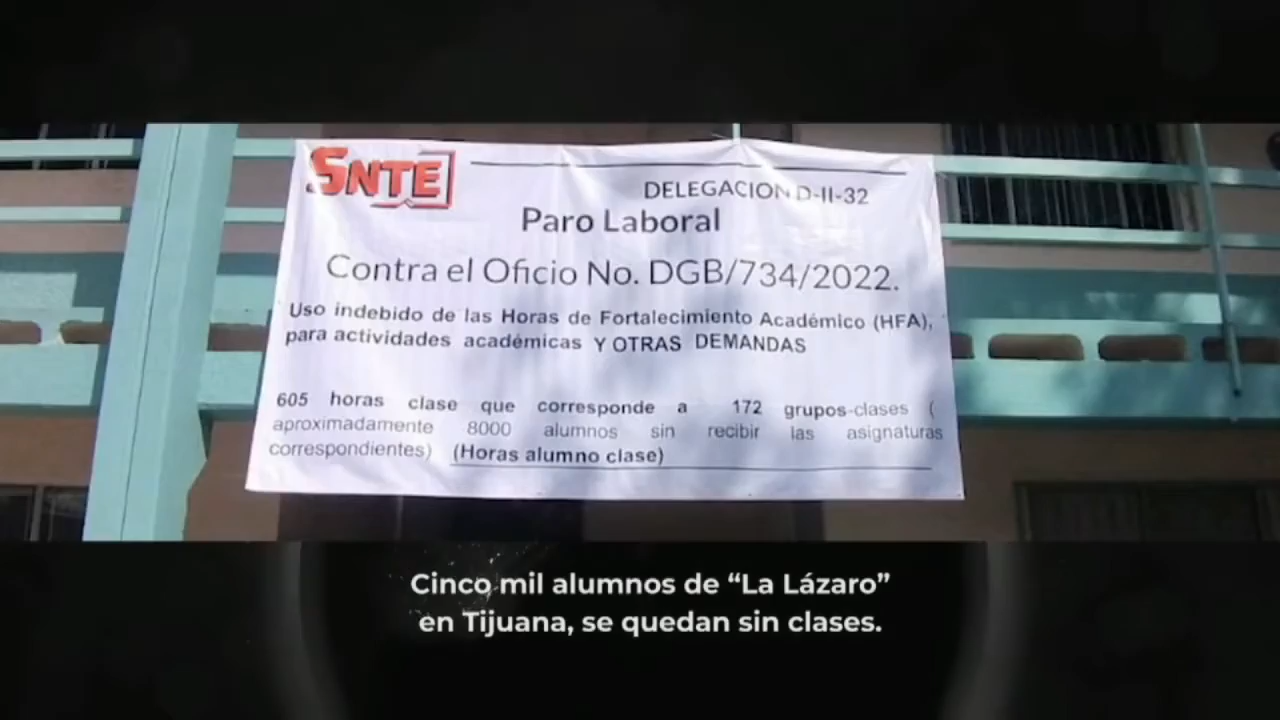 SNTE
DELEGACION D-II-32
Paro Laboral
Contra el Oficio No. DGB/734/2022.
Uso indebido de las Horas de Fortalecimiento Académico (HFA),
para actividades académicas Y OTRAS DEMANDAS
605 horas clase que corresponde a 172 grupos-clases (
aproximadamente 8000 alumnos sin recibir las asignaturas
correspondientes) (Horas alumno clase)
Cinco mil alumnos de “La Lázaro”
en Tijuana, se quedan sin clases.